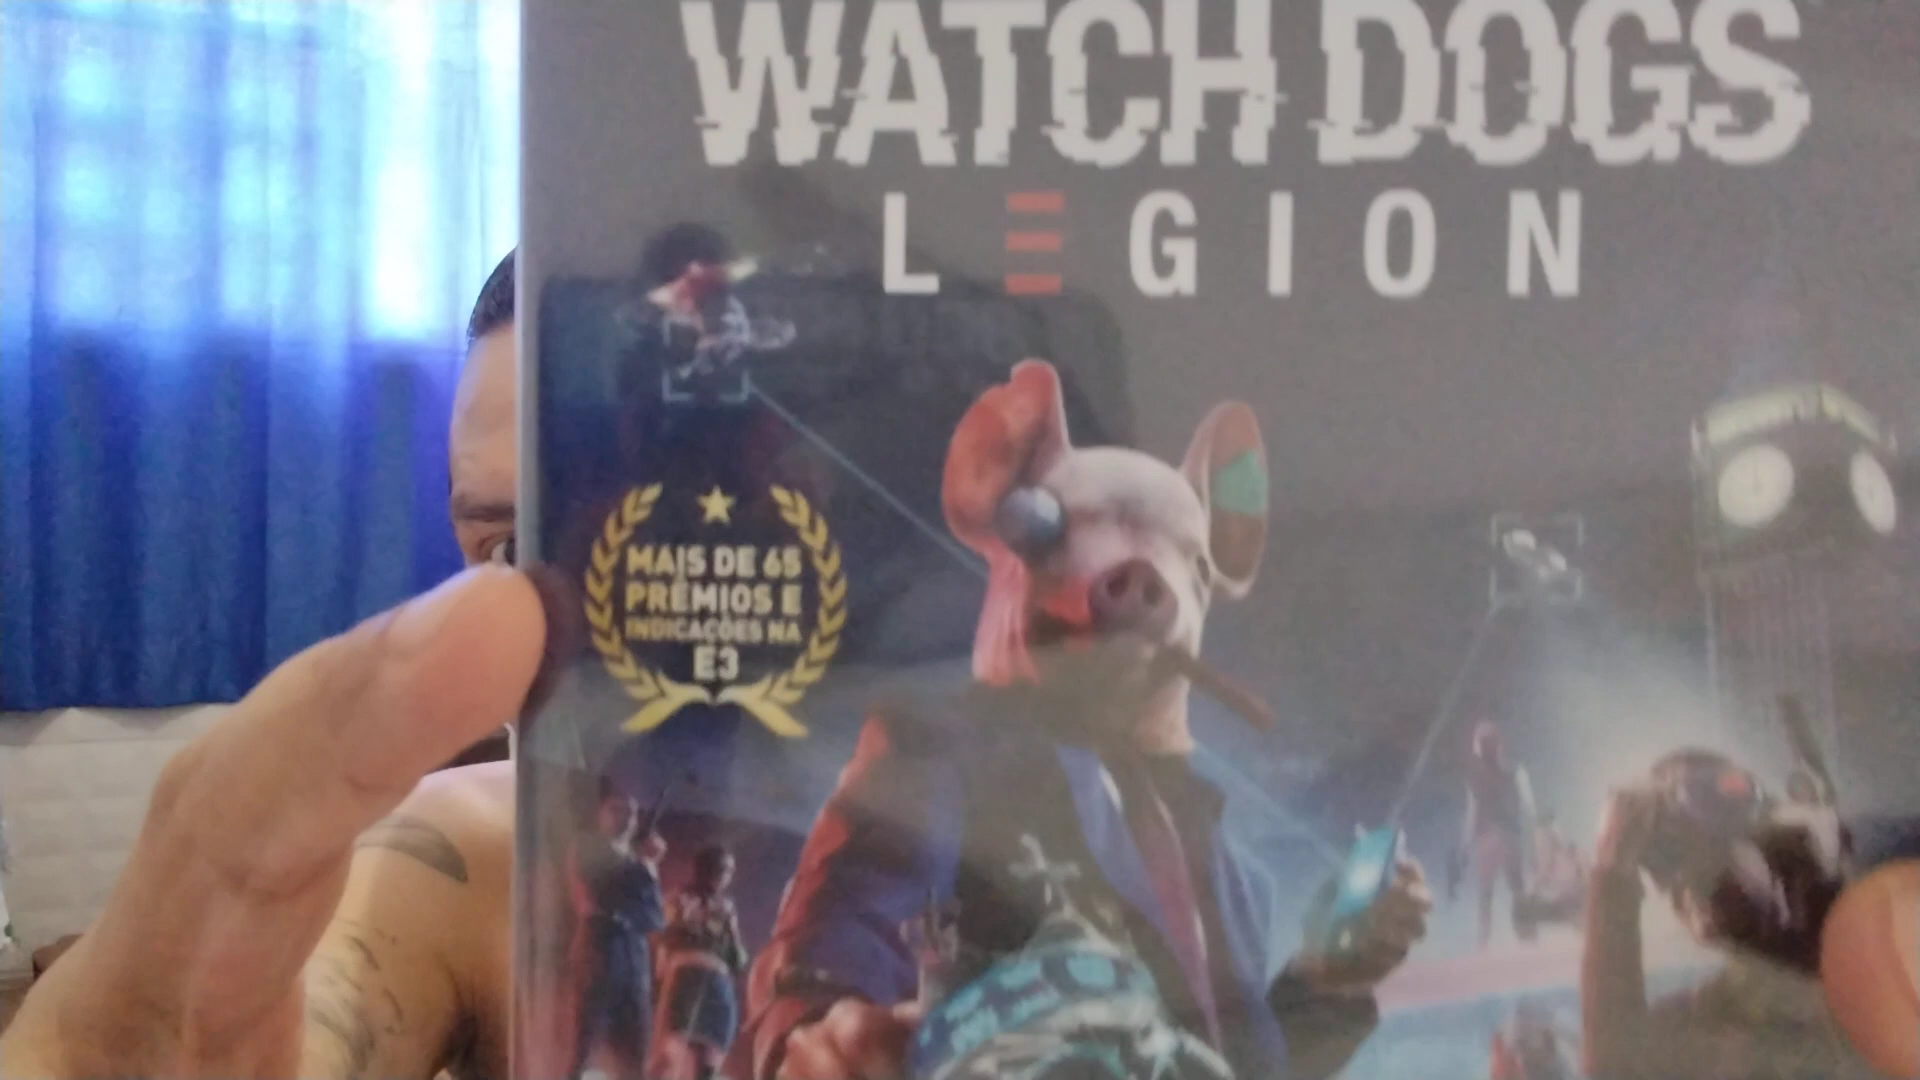 WATCH DOGS
LEGION
MAIS DE 65
PRÊMIOS E
INDICAÇÕES NA
E3